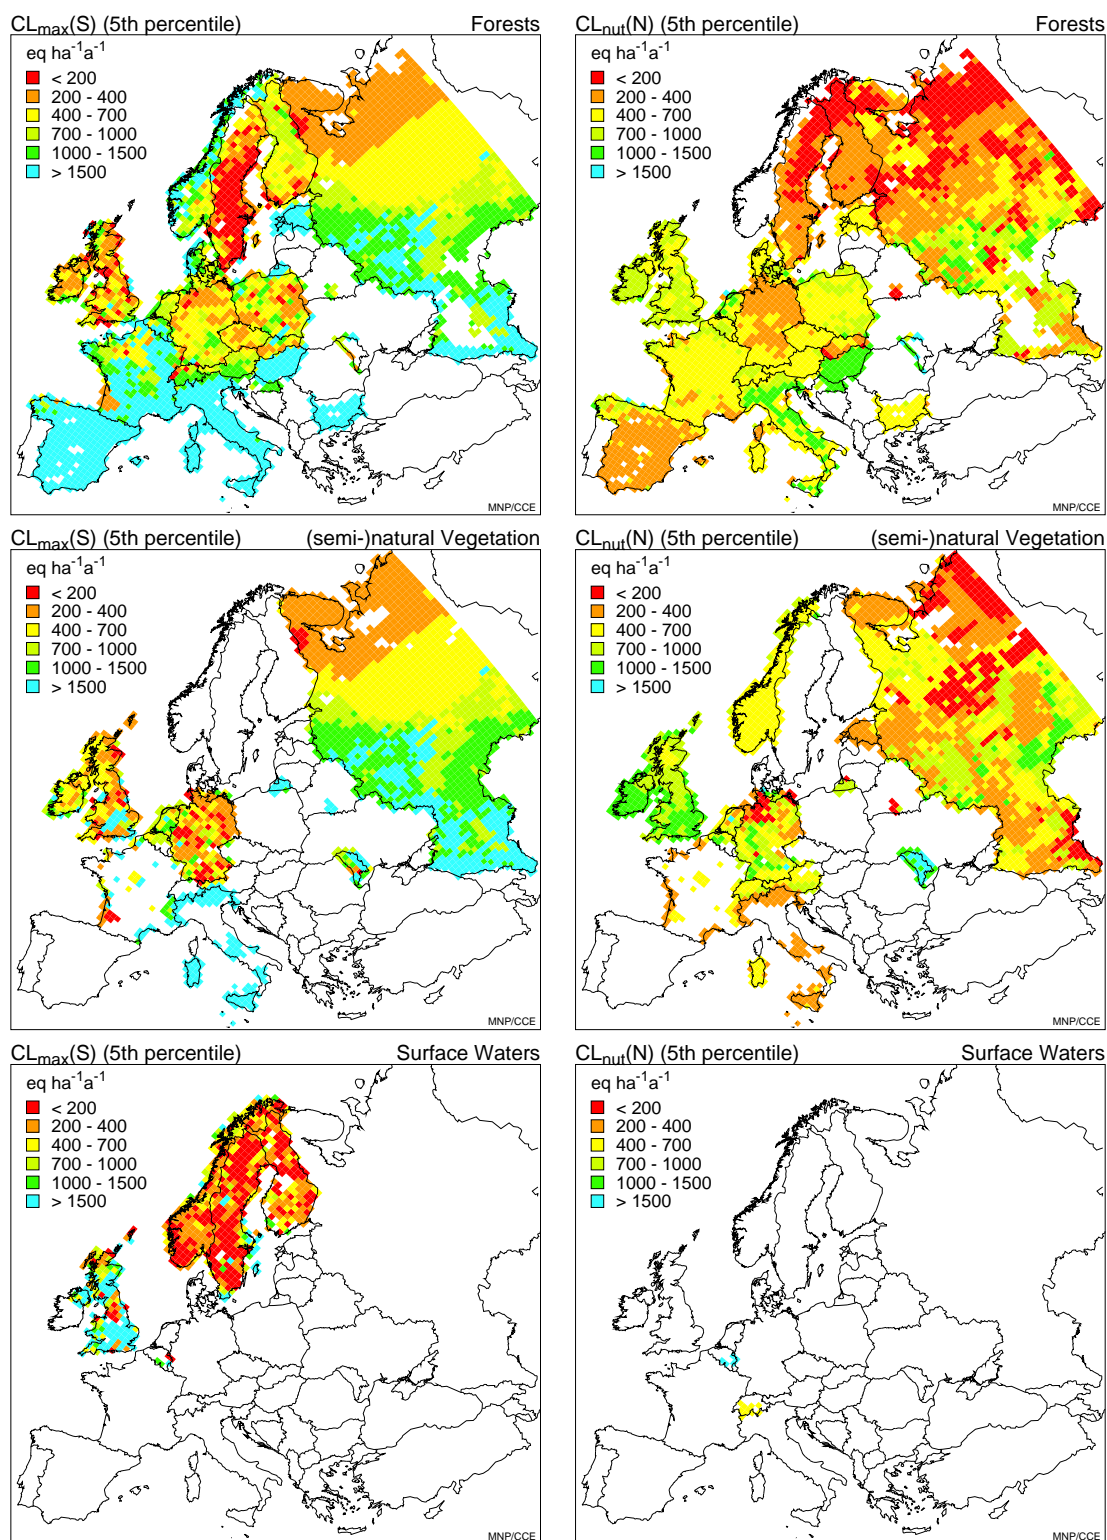 CLmax(S) (5th percentile) Forests
eq ha-1a-1
< 200
200 - 400
400 - 700
700 - 1000
1000 - 1500
> 1500
MNP/CCE
CLnut(N) (5th percentile) Forests
eq ha-1a-1
< 200
200 - 400
400 - 700
700 - 1000
1000 - 1500
> 1500
MNP/CCE
CLmax(S) (5th percentile) (semi-)natural Vegetation
eq ha-1a-1
< 200
200 - 400
400 - 700
700 - 1000
1000 - 1500
> 1500
MNP/CCE
CLnut(N) (5th percentile) (semi-)natural Vegetation
eq ha-1a-1
< 200
200 - 400
400 - 700
700 - 1000
1000 - 1500
> 1500
MNP/CCE
CLmax(S) (5th percentile) Surface Waters
eq ha-1a-1
< 200
200 - 400
400 - 700
700 - 1000
1000 - 1500
> 1500
MNP/CCE
CLnut(N) (5th percentile) Surface Waters
eq ha-1a-1
< 200
200 - 400
400 - 700
700 - 1000
1000 - 1500
> 1500
MNP/CCE